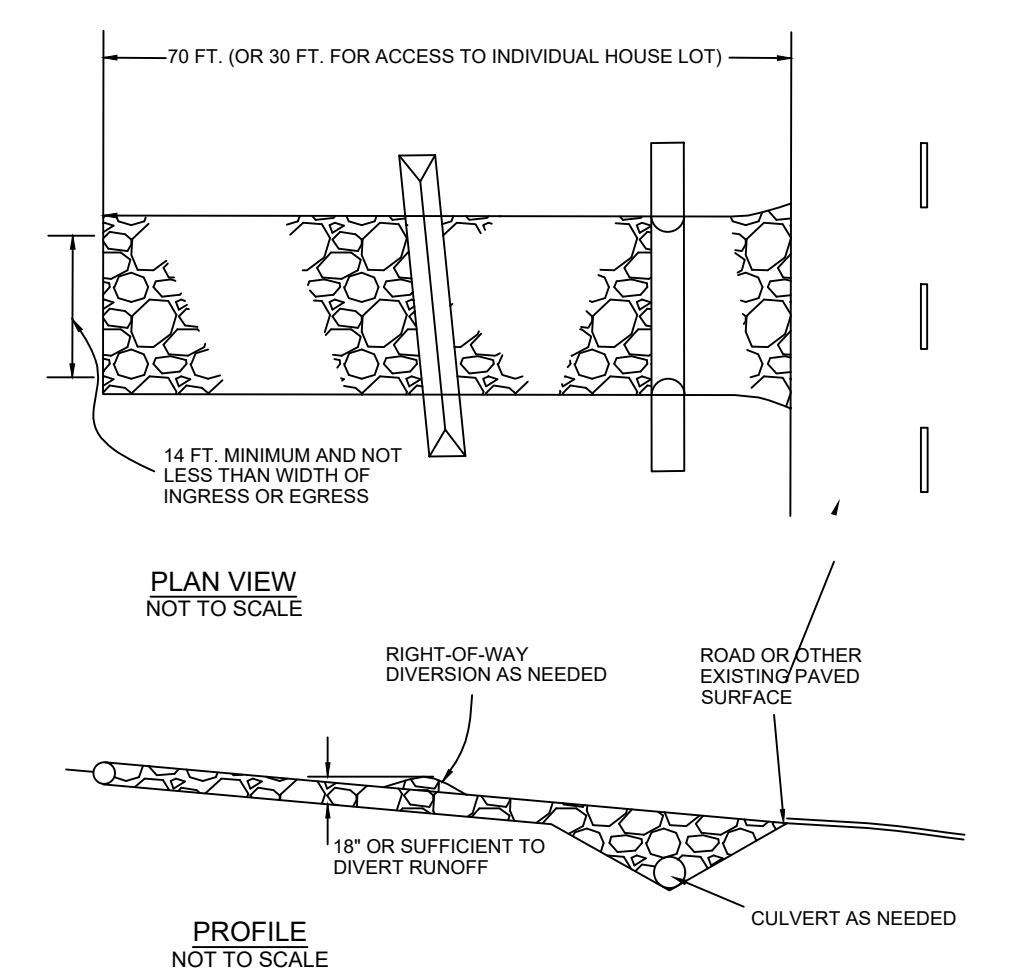 70 FT. (OR 30 FT. FOR ACCESS TO INDIVIDUAL HOUSE LOT)
14 FT. MINIMUM AND NOT
LESS THAN WIDTH OF
INGRESS OR EGRESS
PLAN VIEW
NOT TO SCALE
RIGHT-OF-WAY
DIVERSION AS NEEDED
ROAD OR OTHER
EXISTING PAVED
SURFACE
18" OR SUFFICIENT TO
DIVERT RUNOFF
CULVERT AS NEEDED
PROFILE
NOT TO SCALE